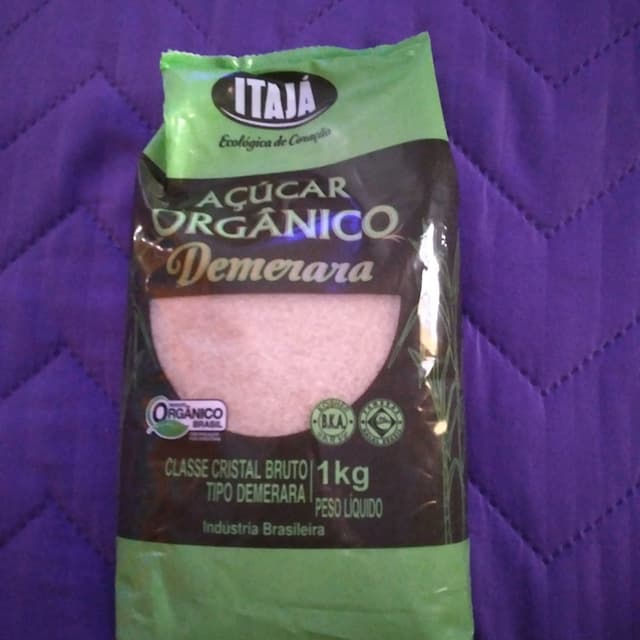 ITAJÁ
Ecológica de Coração
AÇÚCAR
ORGÂNICO
Demerara
ORGÂNICO
BRASIL
B.K.A.
CLASSE CRISTAL BRUTO
TIPO DEMERARA
1kg
PESO LÍQUIDO
Indústria Brasileira